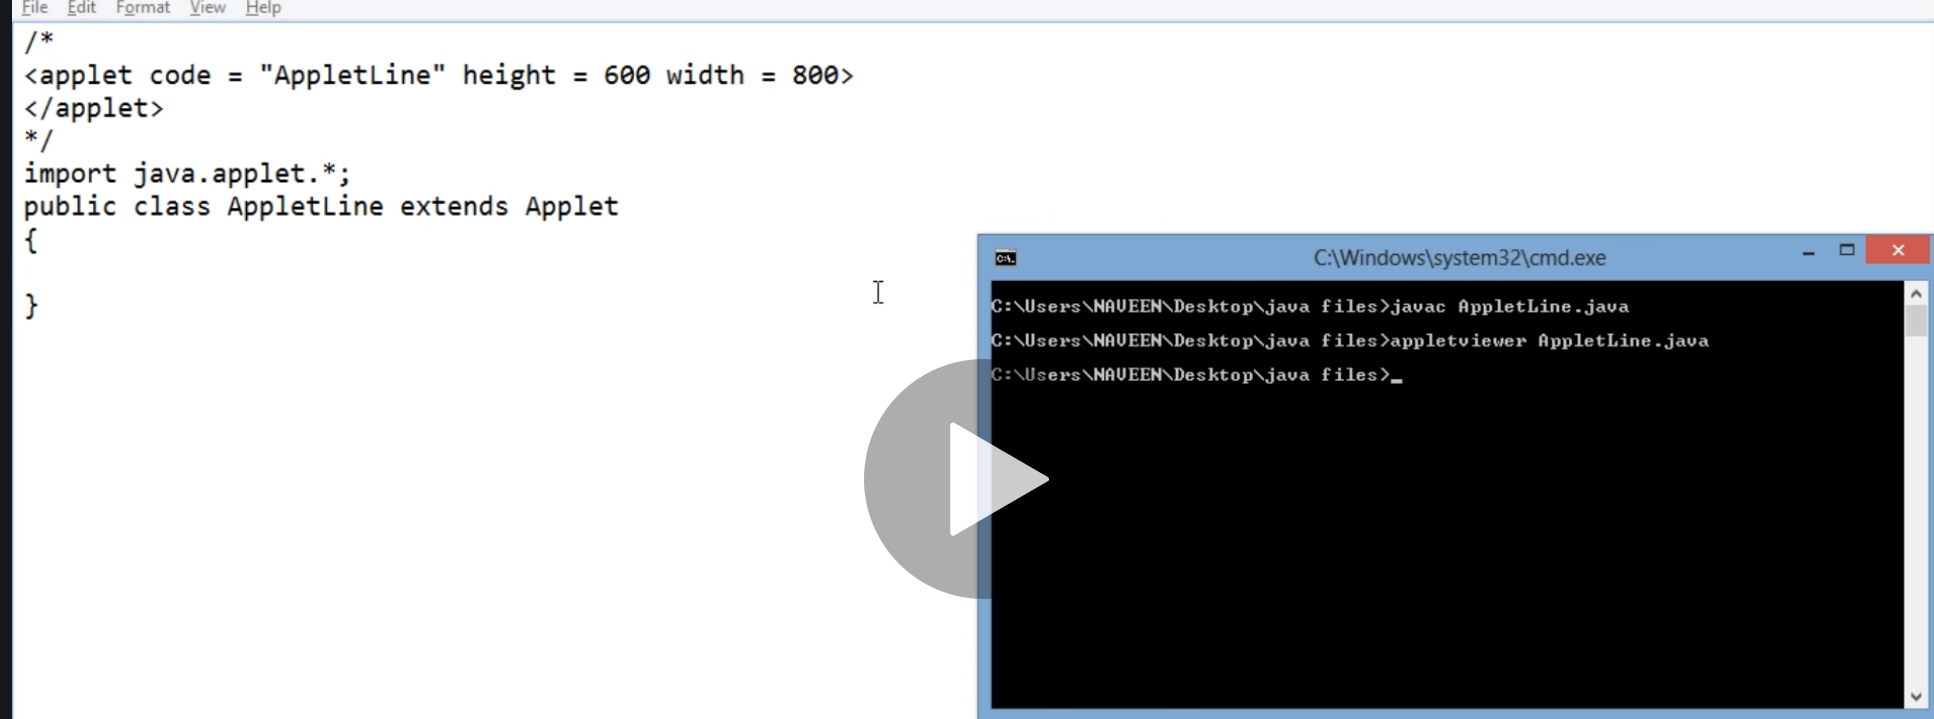 File Edit Format View Help
/*
<applet code = "AppletLine" height = 600 width = 800>
</applet>
*/
import java.applet.*;
public class AppletLine extends Applet
{
}
C:\Windows\system32\cmd.exe
C:\Users\NAVEEN\Desktop\java files>javac AppletLine.java
C:\Users\NAVEEN\Desktop\java files>appletviewer AppletLine.java
C:\Users\NAVEEN\Desktop\java files>_